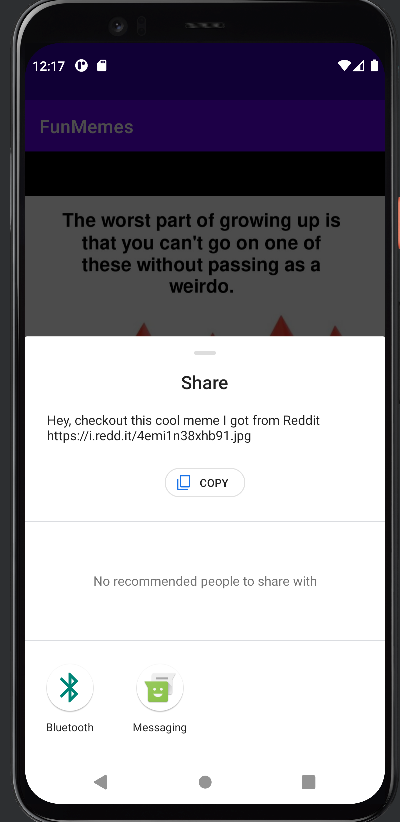 12:17
FunMemes
The worst part of growing up is
that you can't go on one of
these without passing as a
weirdo.
Share
Hey, checkout this cool meme I got from Reddit
https://i.redd.it/4emi1n38xhb91.jpg
COPY
No recommended people to share with
Bluetooth
Messaging